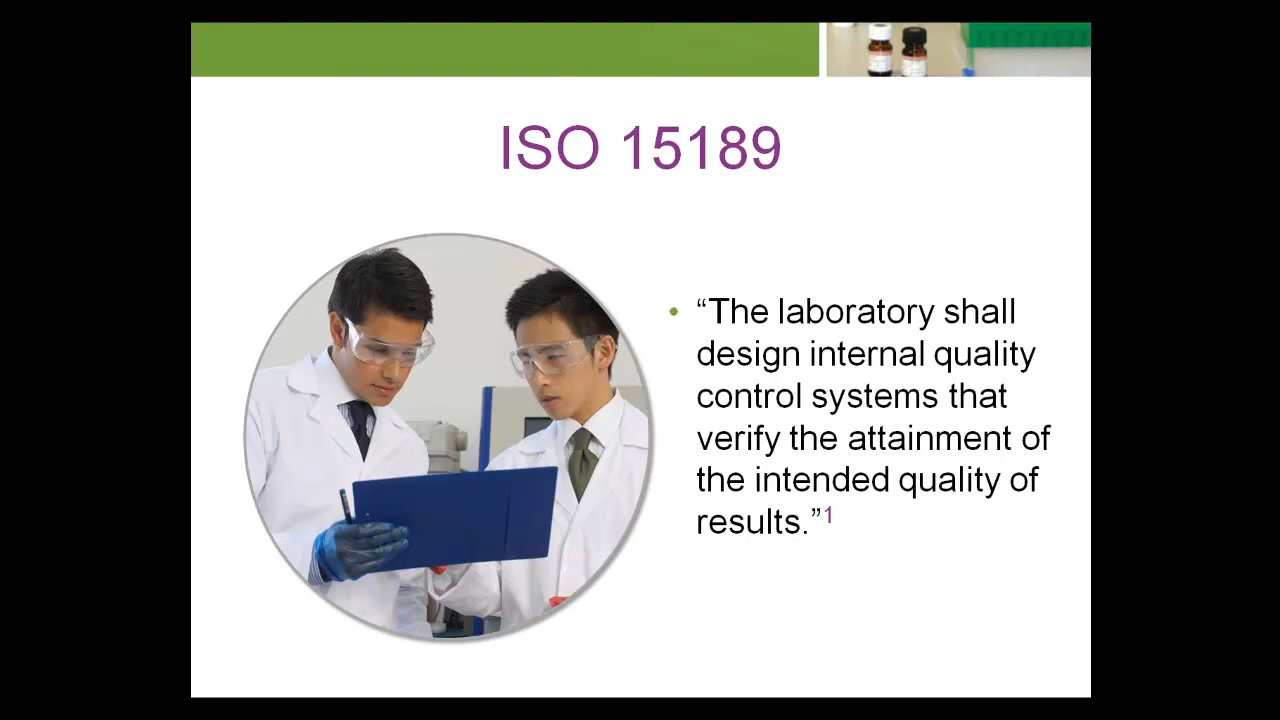 ISO 15189
• “The laboratory shall
design internal quality
control systems that
verify the attainment of
the intended quality of
results.”1